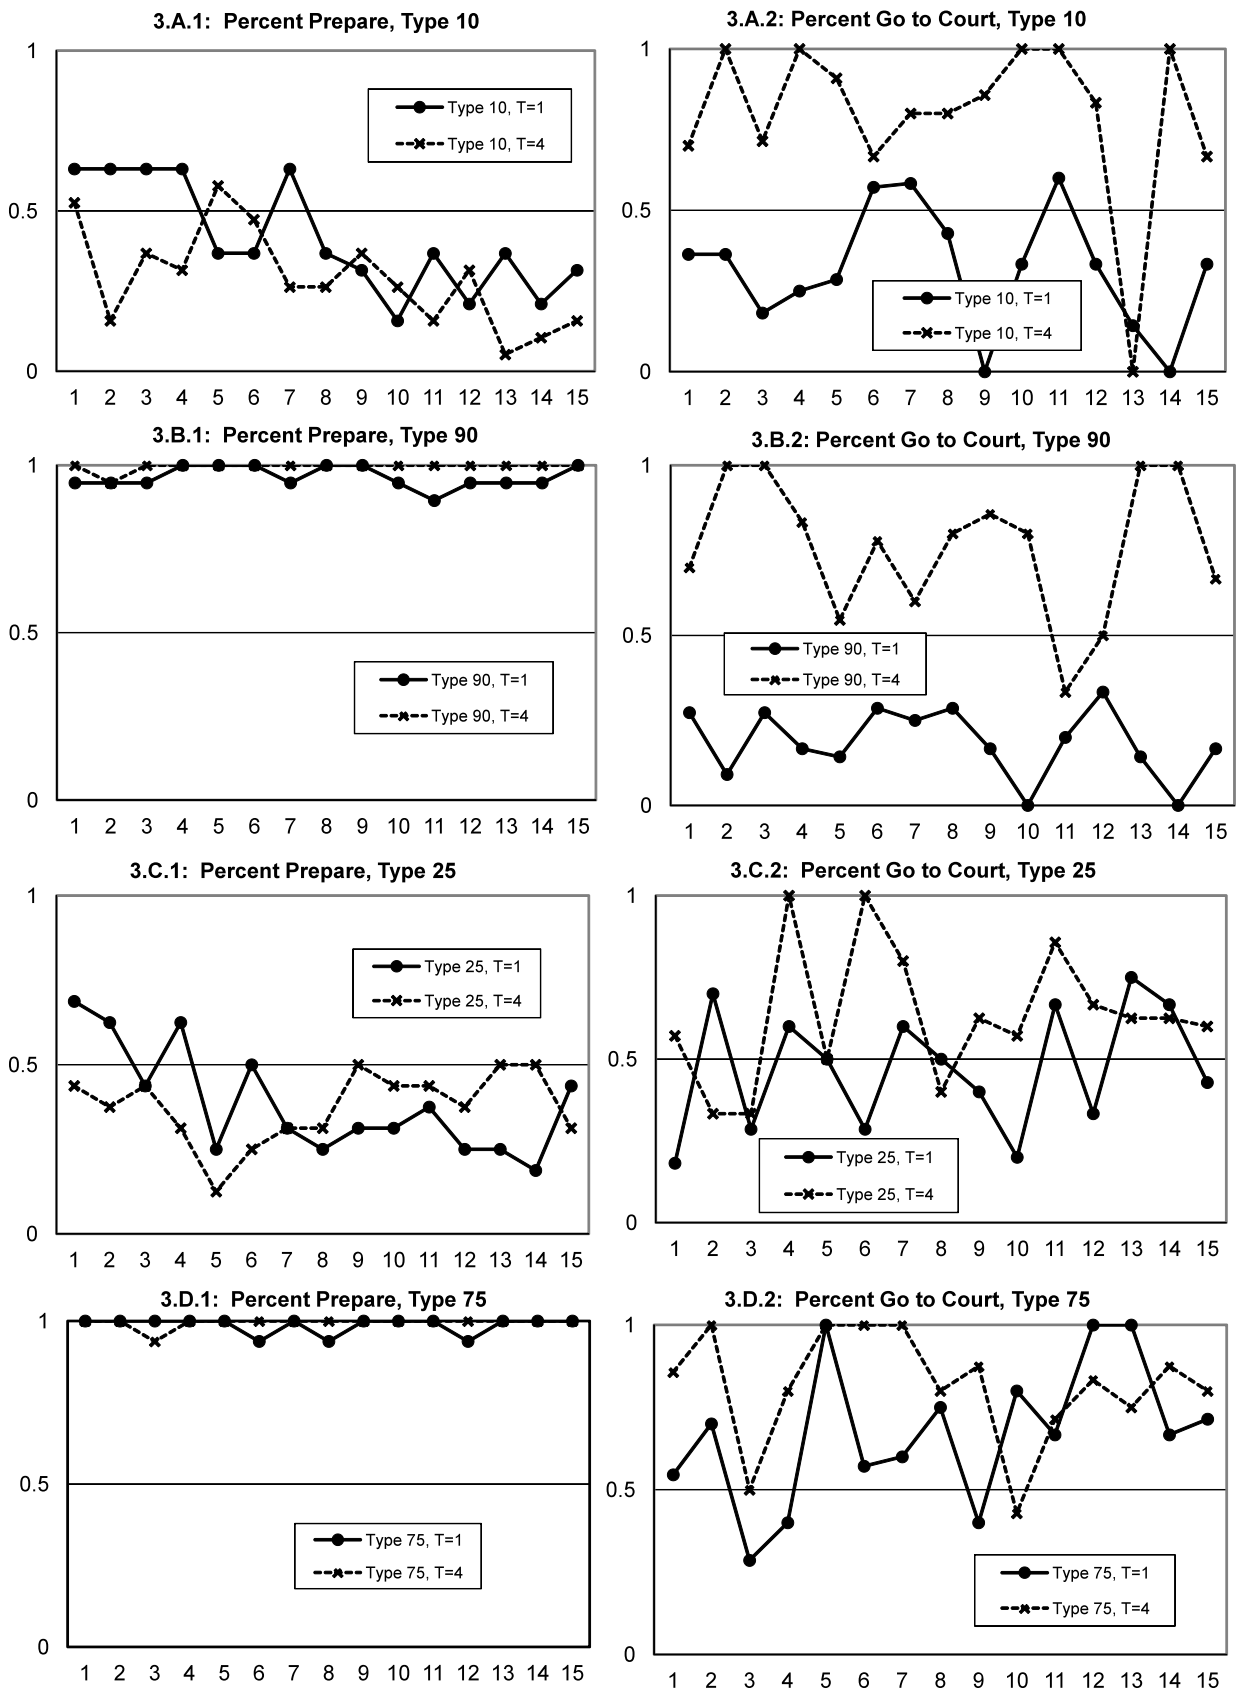 3.A.1:  Percent Prepare, Type 10
1
Type 10, T=1
Type 10, T=4
0.5
0
1 2 3 4 5 6 7 8 9 10 11 12 13 14 15
3.A.2: Percent Go to Court, Type 10
1
0.5
Type 10, T=1
Type 10, T=4
0
1 2 3 4 5 6 7 8 9 10 11 12 13 14 15
3.B.1:  Percent Prepare, Type 90
1
0.5
Type 90, T=1
Type 90, T=4
0
1 2 3 4 5 6 7 8 9 10 11 12 13 14 15
3.B.2: Percent Go to Court, Type 90
1
0.5
Type 90, T=1
Type 90, T=4
0
1 2 3 4 5 6 7 8 9 10 11 12 13 14 15
3.C.1:  Percent Prepare, Type 25
1
Type 25, T=1
Type 25, T=4
0.5
0
1 2 3 4 5 6 7 8 9 10 11 12 13 14 15
3.C.2:  Percent Go to Court, Type 25
1
0.5
Type 25, T=1
Type 25, T=4
0
1 2 3 4 5 6 7 8 9 10 11 12 13 14 15
3.D.1:  Percent Prepare, Type 75
1
0.5
Type 75, T=1
Type 75, T=4
0
1 2 3 4 5 6 7 8 9 10 11 12 13 14 15
3.D.2:  Percent Go to Court, Type 75
1
0.5
Type 75, T=1
Type 75, T=4
0
1 2 3 4 5 6 7 8 9 10 11 12 13 14 15